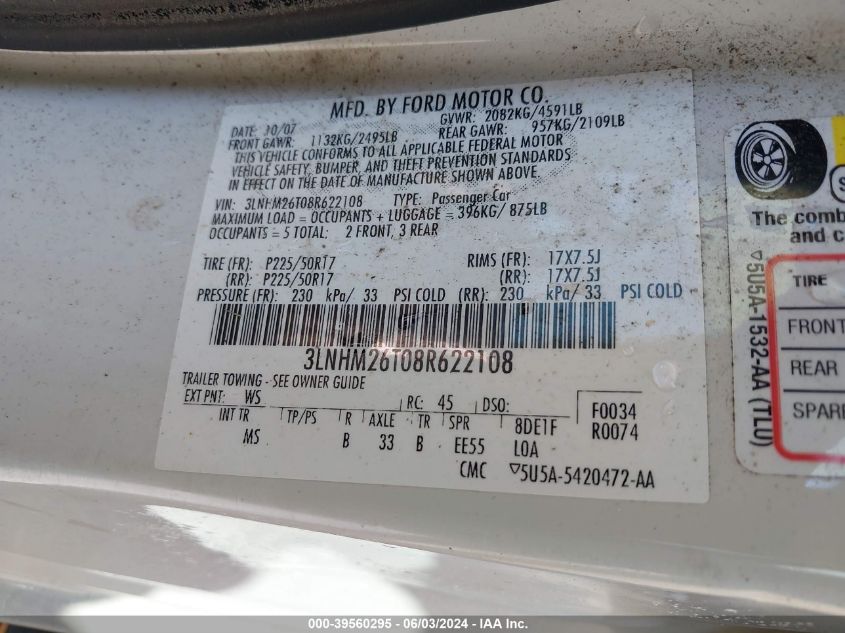 MFD. BY FORD MOTOR CO.
DATE: 10/07 GVWR: 2082KG/4591LB
FRONT GAWR: 1132KG/2495LB REAR GAWR: 957KG/2109LB
THIS VEHICLE CONFORMS TO ALL APPLICABLE FEDERAL MOTOR
VEHICLE SAFETY, BUMPER, AND THEFT PREVENTION STANDARDS
IN EFFECT ON THE DATE OF MANUFACTURE SHOWN ABOVE.
VIN: 3LNHM26T08R622108 TYPE: Passenger Car
MAXIMUM LOAD = OCCUPANTS + LUGGAGE = 396KG/ 875LB
OCCUPANTS = 5 TOTAL: 2 FRONT, 3 REAR
TIRE (FR): P225/50R17 RIMS (FR): 17X7.5J
(RR): P225/50R17 (RR): 17X7.5J
PRESSURE (FR): 230 kPa/ 33 PSI COLD (RR): 230 kPa/ 33 PSI COLD
3LNHM26T08R622108
TRAILER TOWING - SEE OWNER GUIDE
EXT PNT: WS RC: 45 DSO: F0034
INT TR TP/PS R AXLE TR SPR 8DE1F R0074
MS B 33 B EE55 LOA
CMC ▽5U5A-5420472-AA
The comb
and c
TIRE
FRONT
REAR
SPAR
▽5U5A-1532-AA (TLU)
000-39560295 - 06/03/2024 - IAA Inc.